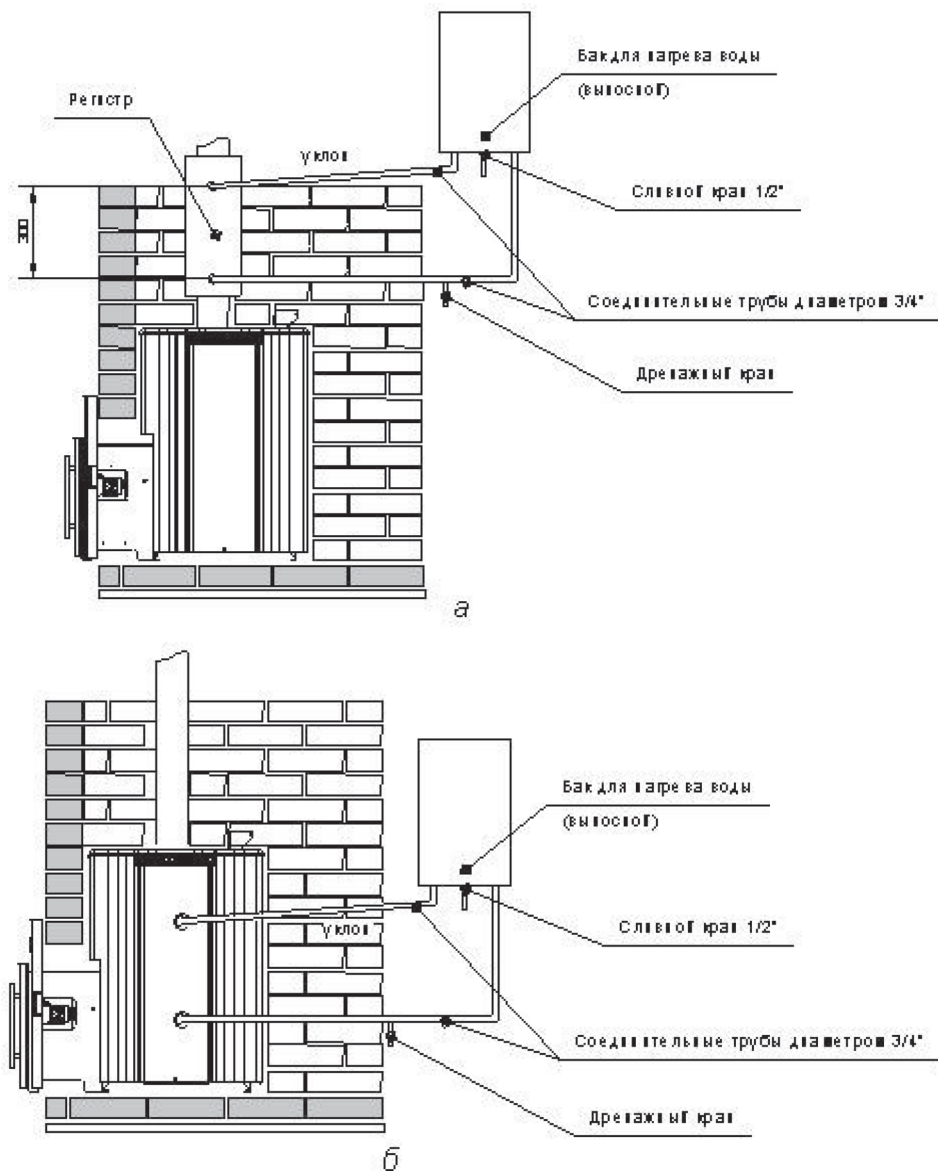 Бак для нагрева воды
(выносной)
Регистр
уклон
Сливной кран 1/2"
Соединительные трубы диаметром 3/4"
Дренажный кран
а
Бак для нагрева воды
(выносной)
уклон
Сливной кран 1/2"
Соединительные трубы диаметром 3/4"
Дренажный кран
б